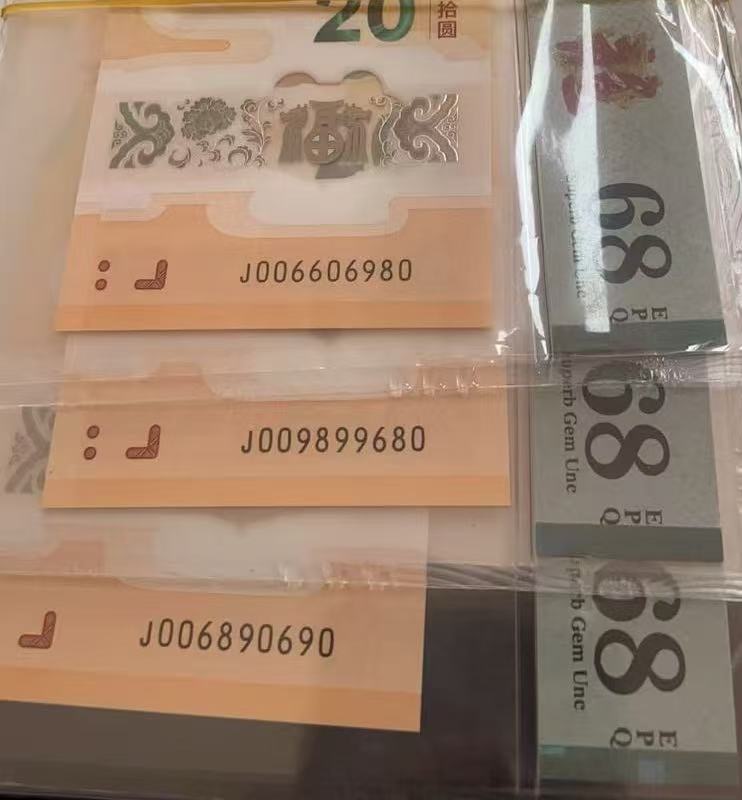 20
拾圆
福
J006606980
68
EPQ
Superb Gem Unc
J009899680
68
EPQ
Superb Gem Unc
J006890690
68
EPQ
Superb Gem Unc